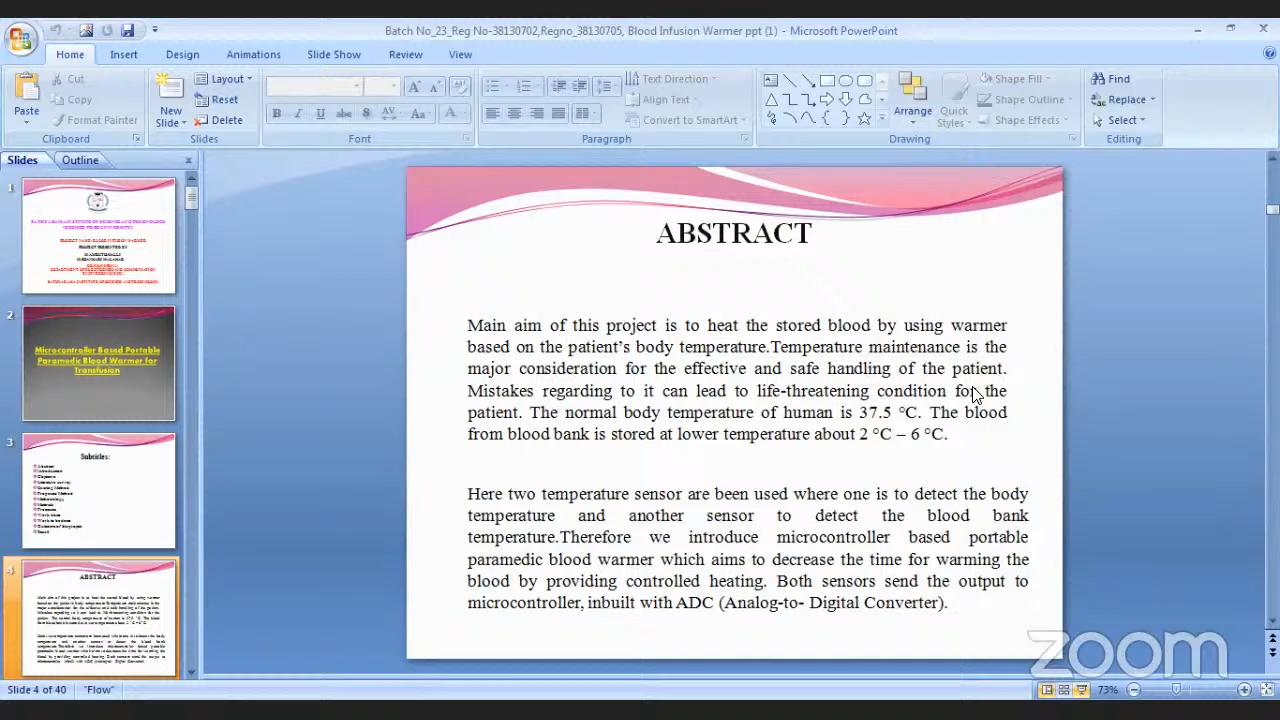 Batch No_23_Reg No-38130702,Regno_38130705, Blood Infusion Warmer ppt (1) - Microsoft PowerPoint
Home Insert Design Animations Slide Show Review View
Paste
Cut
Copy
Format Painter
Clipboard
New Slide
Layout
Reset
Delete
Slides
B I U abc AV Aa A
Font
Text Direction
Align Text
Convert to SmartArt
Paragraph
Arrange
Quick Styles
Shape Fill
Shape Outline
Shape Effects
Drawing
Find
Replace
Select
Editing
Slides Outline
1
2
Microcontroller Based Portable
Paramedic Blood Warmer for
Transfusion
3
Subtitles:
4
ABSTRACT
ABSTRACT
Main aim of this project is to heat the stored blood by using warmer
based on the patient's body temperature.Temparature maintenance is the
major consideration for the effective and safe handling of the patient.
Mistakes regarding to it can lead to life-threatening condition for the
patient. The normal body temperature of human is 37.5 °C. The blood
from blood bank is stored at lower temperature about 2 °C – 6 °C.
two temperature sensor are been used where one is to detect the body
and another sensor to detect the blood bank
temperature.Therefore we introduce microcontroller based portable
paramedic blood warmer which aims to decrease the time for warming the
blood by providing controlled heating. Both sensors send the output to
microcontroller, inbuilt with ADC (Analog-to- Digital Converter).
zoom
Slide 4 of 40 "Flow" 73%